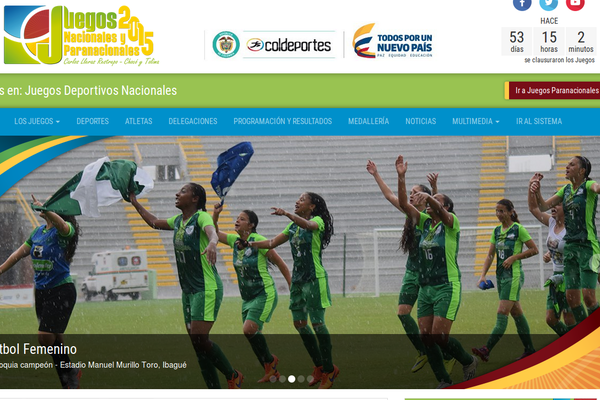 Juegos 2015
Nacionales y
Paranacionales
Carlos Lleras Restrepo - Chocó y Tolima
coldeportes
TODOS POR UN
NUEVO PAÍS
PAZ EQUIDAD EDUCACIÓN
HACE
53 15 2
días horas minutos
se clausuraron los Juegos
s en: Juegos Deportivos Nacionales
Ir a Juegos Paranacionales
LOS JUEGOS DEPORTES ATLETAS DELEGACIONES PROGRAMACIÓN Y RESULTADOS MEDALLERÍA NOTICIAS MULTIMEDIA IR AL SISTEMA
tbol Femenino
oquia campeón - Estadio Manuel Murillo Toro, Ibagué